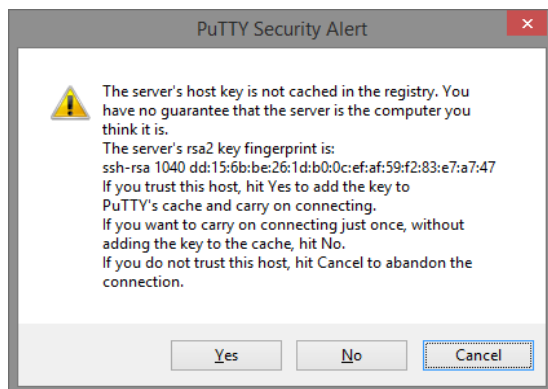 PuTTY Security Alert
The server's host key is not cached in the registry. You
have no guarantee that the server is the computer you
think it is.
The server's rsa2 key fingerprint is:
ssh-rsa 1040 dd:15:6b:be:26:1d:b0:0c:ef:af:59:f2:83:e7:a7:47
If you trust this host, hit Yes to add the key to
PuTTY's cache and carry on connecting.
If you want to carry on connecting just once, without
adding the key to the cache, hit No.
If you do not trust this host, hit Cancel to abandon the
connection.
Yes No Cancel